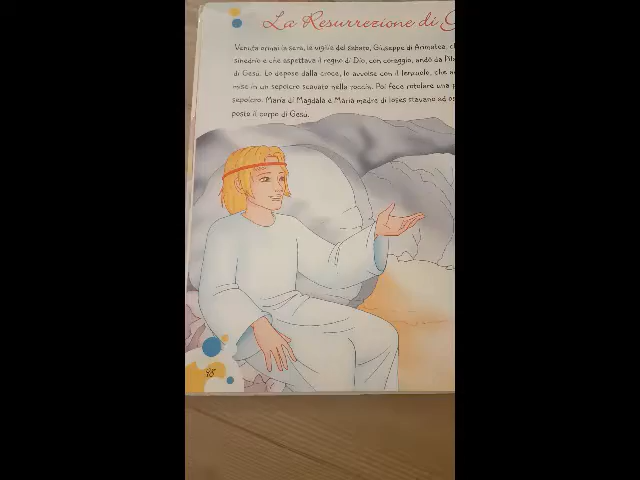 La Resurrezione di G
Venuta ormai la sera, la vigilia del sabato, Giuseppe di Arimatea,
sinedrio e che aspettava il regno di Dio, con coraggio, andò da
di Gesù. Lo depose dalla croce, lo avvolse con il lenzuolo, che
mise in un sepolcro scavato nella roccia. Poi fece rotolare una
sepolcro. Maria di Magdala e Maria madre di Ioses stavano ad
posto il corpo di Gesù.